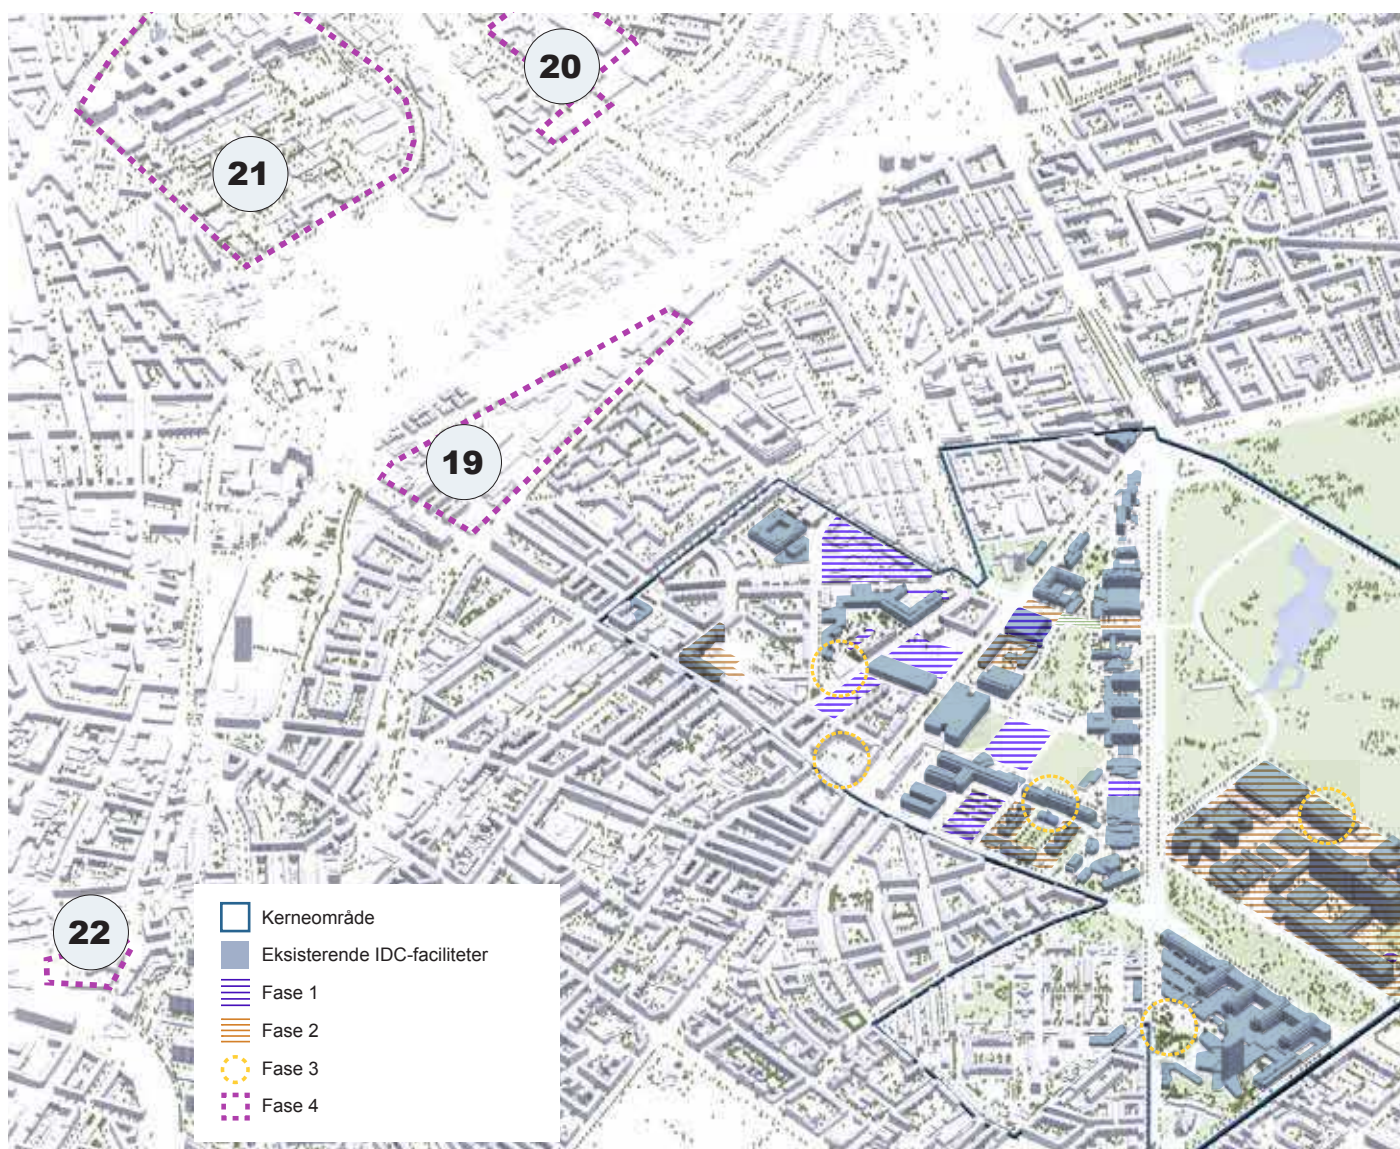 20
21
19
22
Kerneområde
Eksisterende IDC-faciliteter
Fase 1
Fase 2
Fase 3
Fase 4